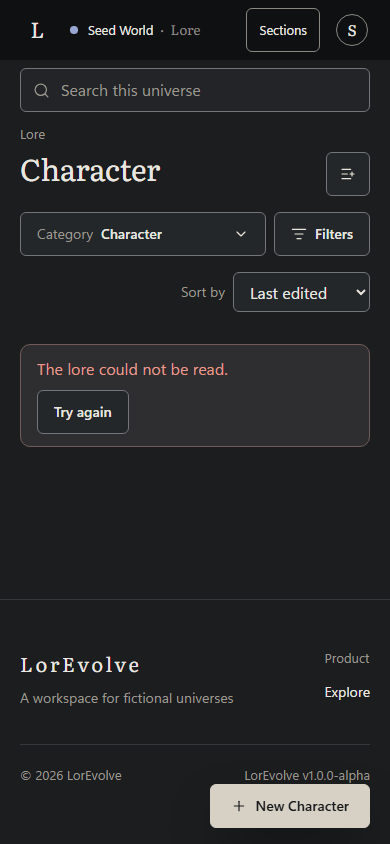 L
Seed World · Lore
Sections
S
Search this universe
Lore
Character
Category Character
Filters
Sort by
Last edited
The lore could not be read.
Try again
LorEvolve
A workspace for fictional universes
Product
Explore
© 2026 LorEvolve
LorEvolve v1.0.0-alpha
+ New Character